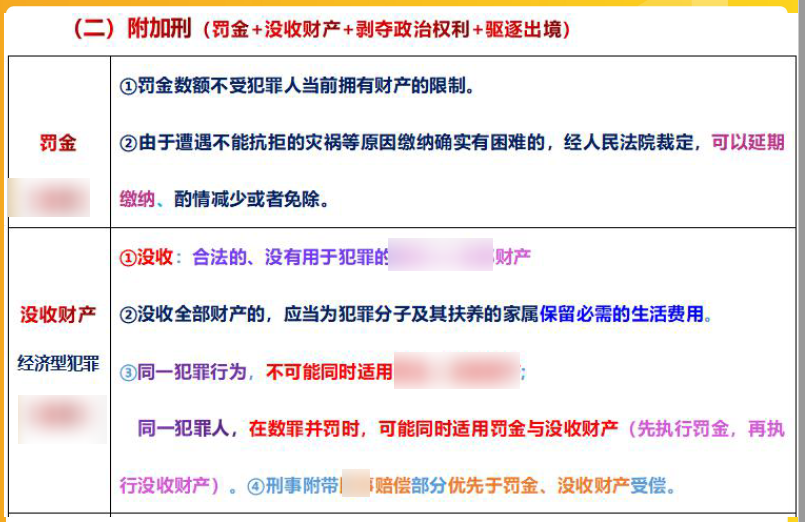 （二）附加刑（罚金+没收财产+剥夺政治权利+驱逐出境）
罚金
①罚金数额不受犯罪人当前拥有财产的限制。
②由于遭遇不能抗拒的灾祸等原因缴纳确实有困难的，经人民法院裁定，可以延期
缴纳、酌情减少或者免除。
没收财产
经济型犯罪
①没收：合法的、没有用于犯罪的 财产
②没收全部财产的，应当为犯罪分子及其扶养的家属保留必需的生活费用。
③同一犯罪行为，不可能同时适用 ；
同一犯罪人，在数罪并罚时，可能同时适用罚金与没收财产（先执行罚金，再执
行没收财产）。④刑事附带 赔偿部分优先于罚金、没收财产受偿。